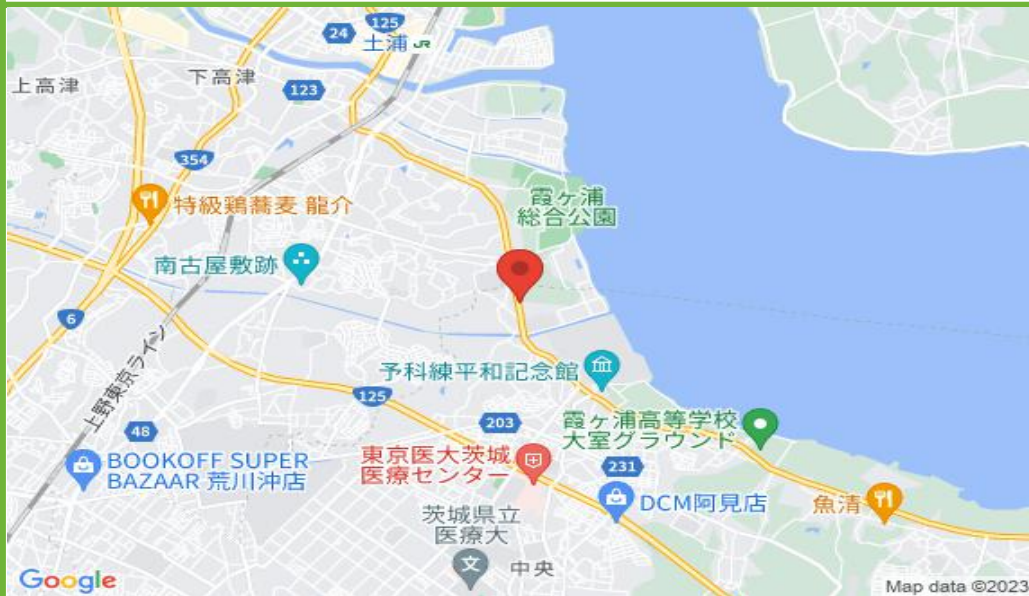 125
24
土浦 JR
上高津
下高津
123
354
特級鶏蕎麦 龍介
霞ヶ浦
総合公園
南古屋敷跡
6
上野東京ライン
予科練平和記念館
125
203
霞ヶ浦高等学校
大室グラウンド
48
BOOKOFF SUPER
BAZAAR 荒川沖店
東京医大茨城
医療センター
231
DCM阿見店
魚清
茨城県立
医療大
中央
Google
Map data ©2023